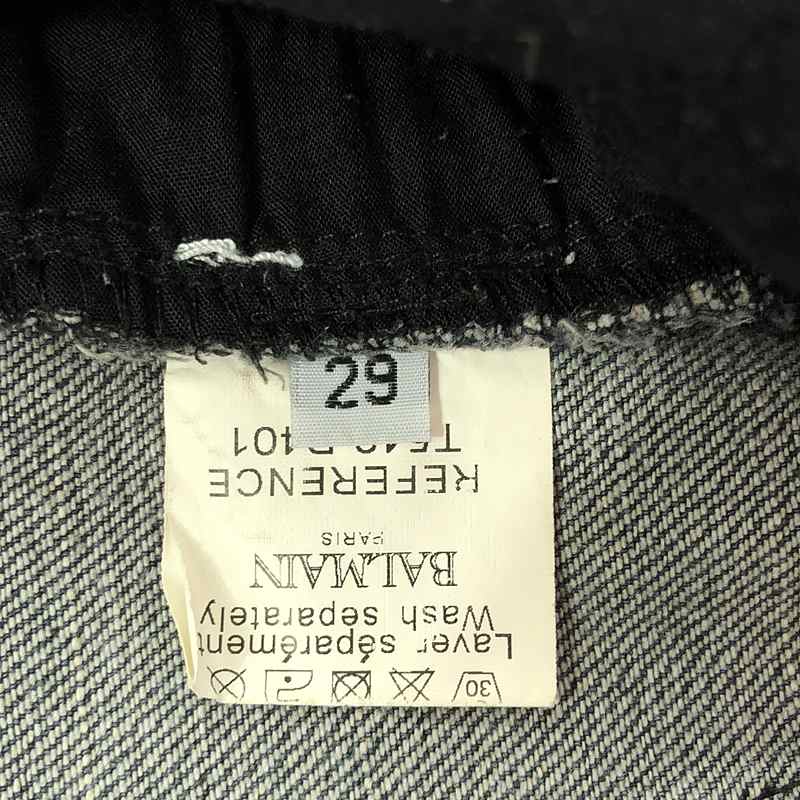 29
30
Laver séparément
Wash separately
BALMAIN
PARIS
REFERENCE